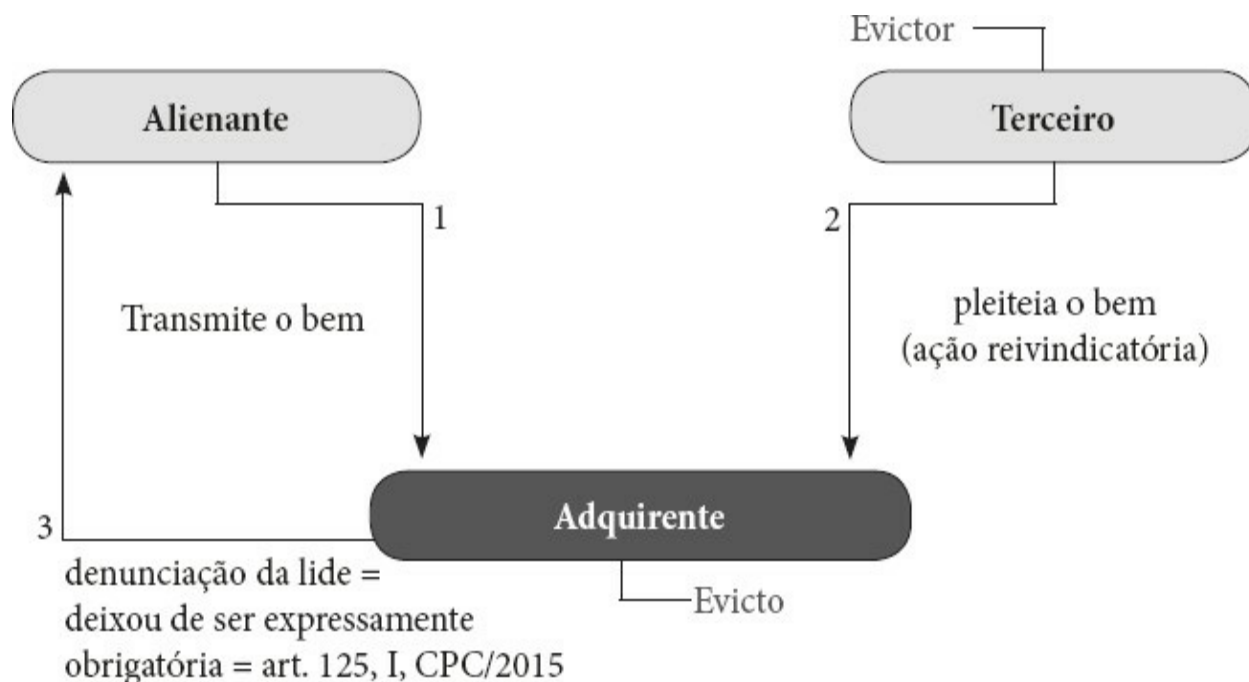 Evictor
Alienante
Terceiro
1
2
Transmite o bem
pleiteia o bem
(ação reivindicatória)
Adquirente
3
denunciação da lide =
deixou de ser expressamente
obrigatória = art. 125, I, CPC/2015
Evicto